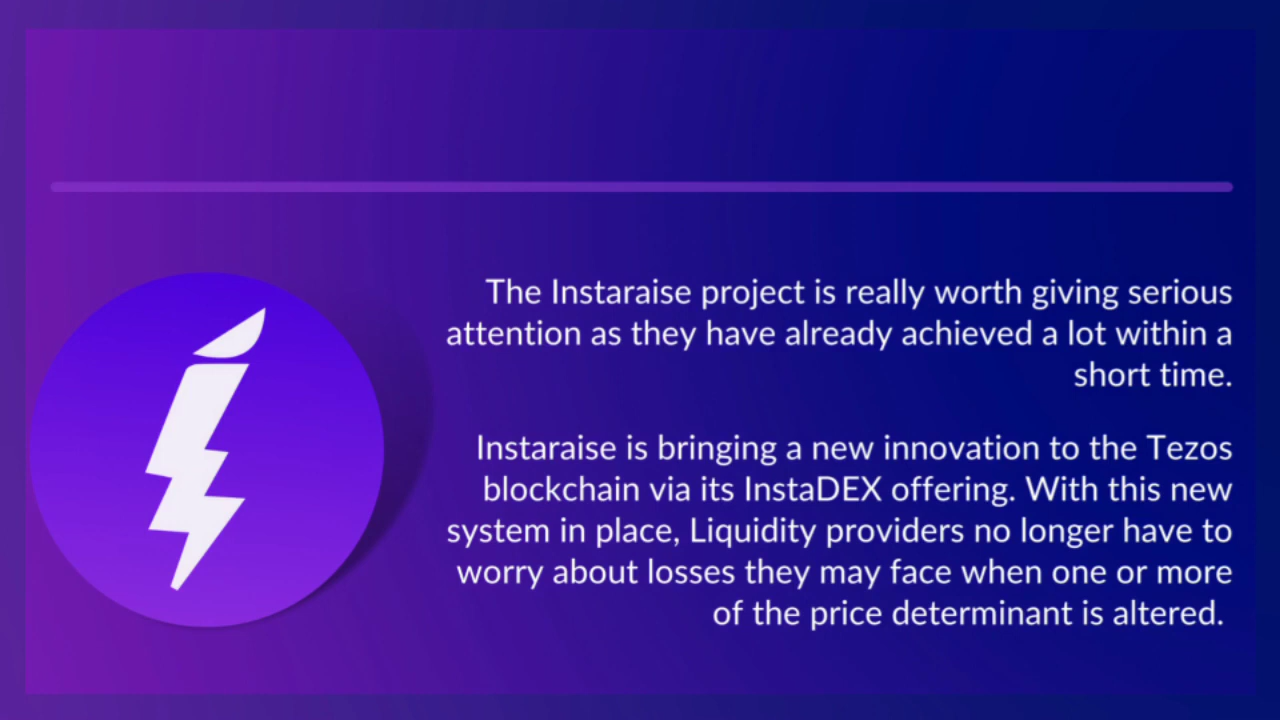 The Instaraise project is really worth giving serious
attention as they have already achieved a lot within a
short time.
Instaraise is bringing a new innovation to the Tezos
blockchain via its InstaDEX offering. With this new
system in place, Liquidity providers no longer have to
worry about losses they may face when one or more
of the price determinant is altered.